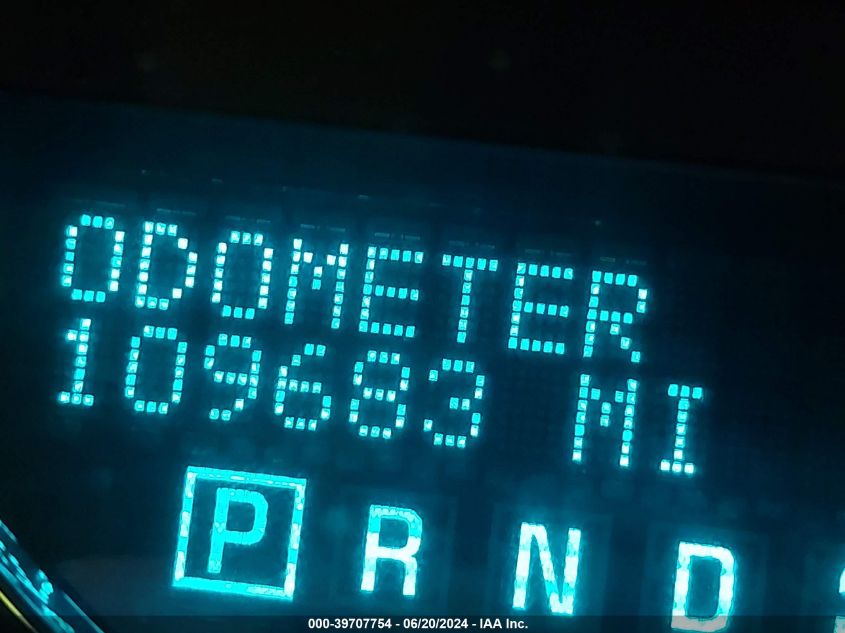 ODOMETER
109683 MI
P R N D
000-39707754 - 06/20/2024 - IAA Inc.